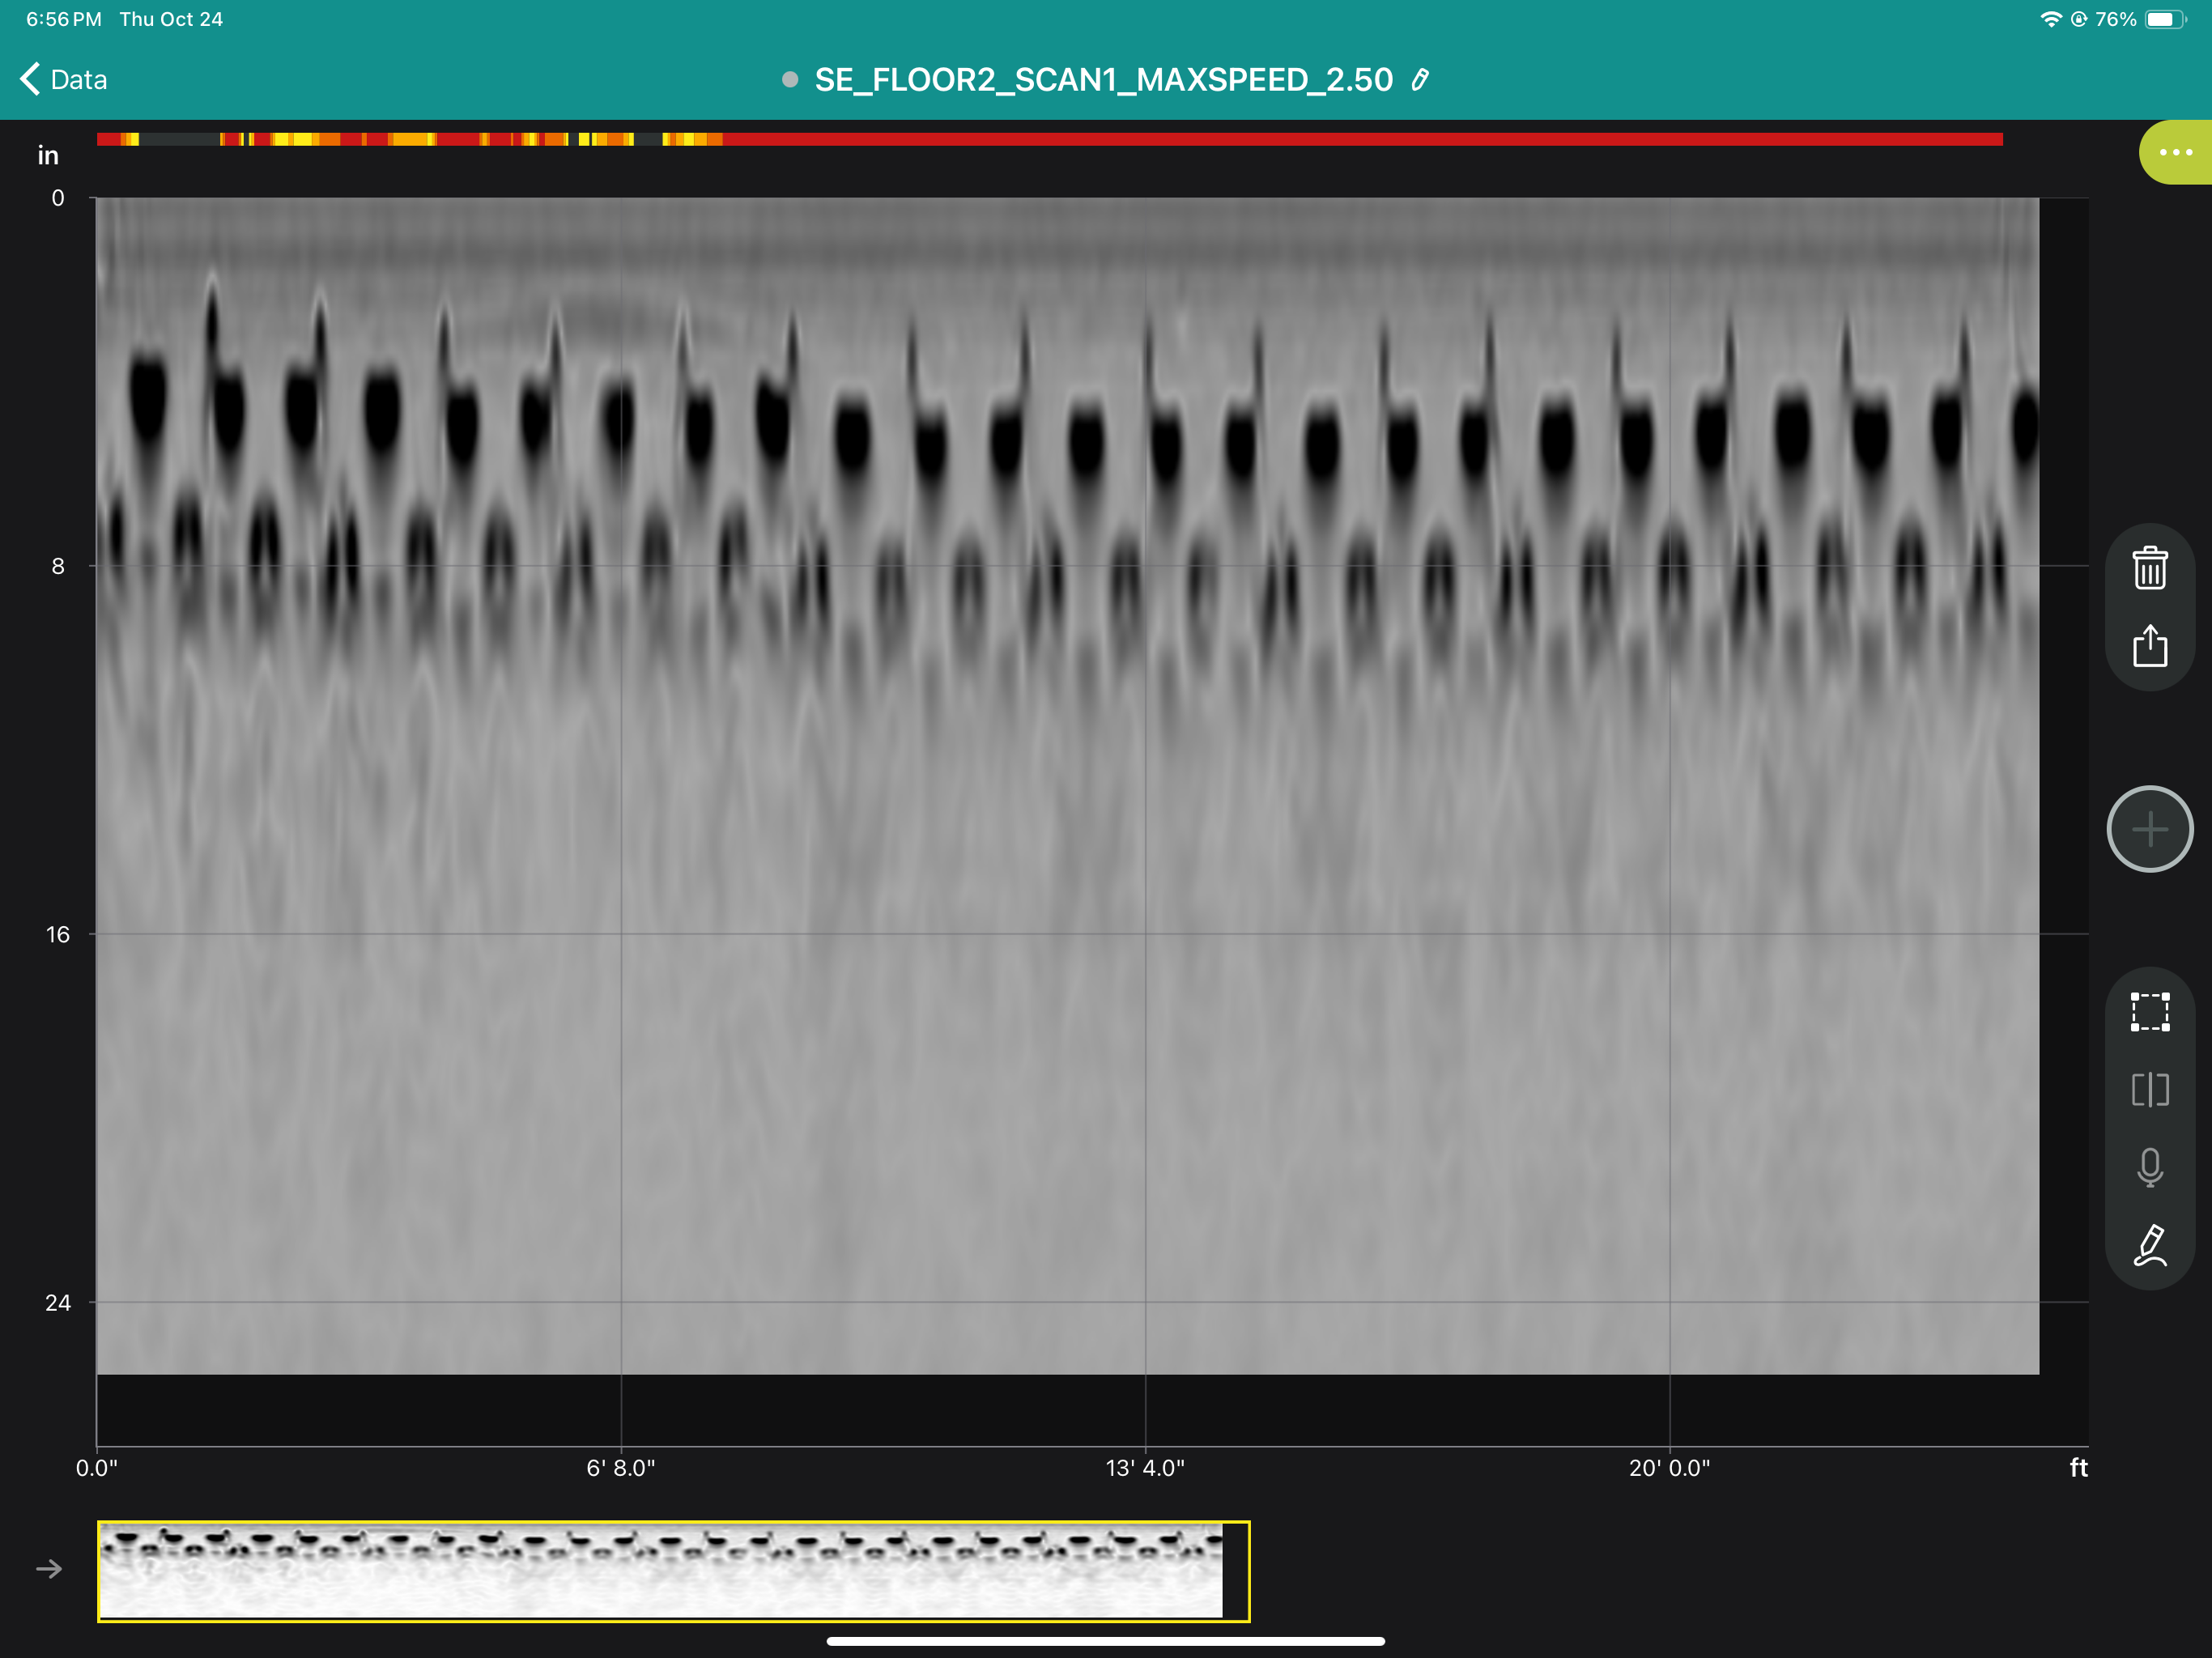 6:56 PM Thu Oct 24
76%
Data
SE_FLOOR2_SCAN1_MAXSPEED_2.50
in
0
8
16
24
0.0"
6' 8.0"
13' 4.0"
20' 0.0"
ft